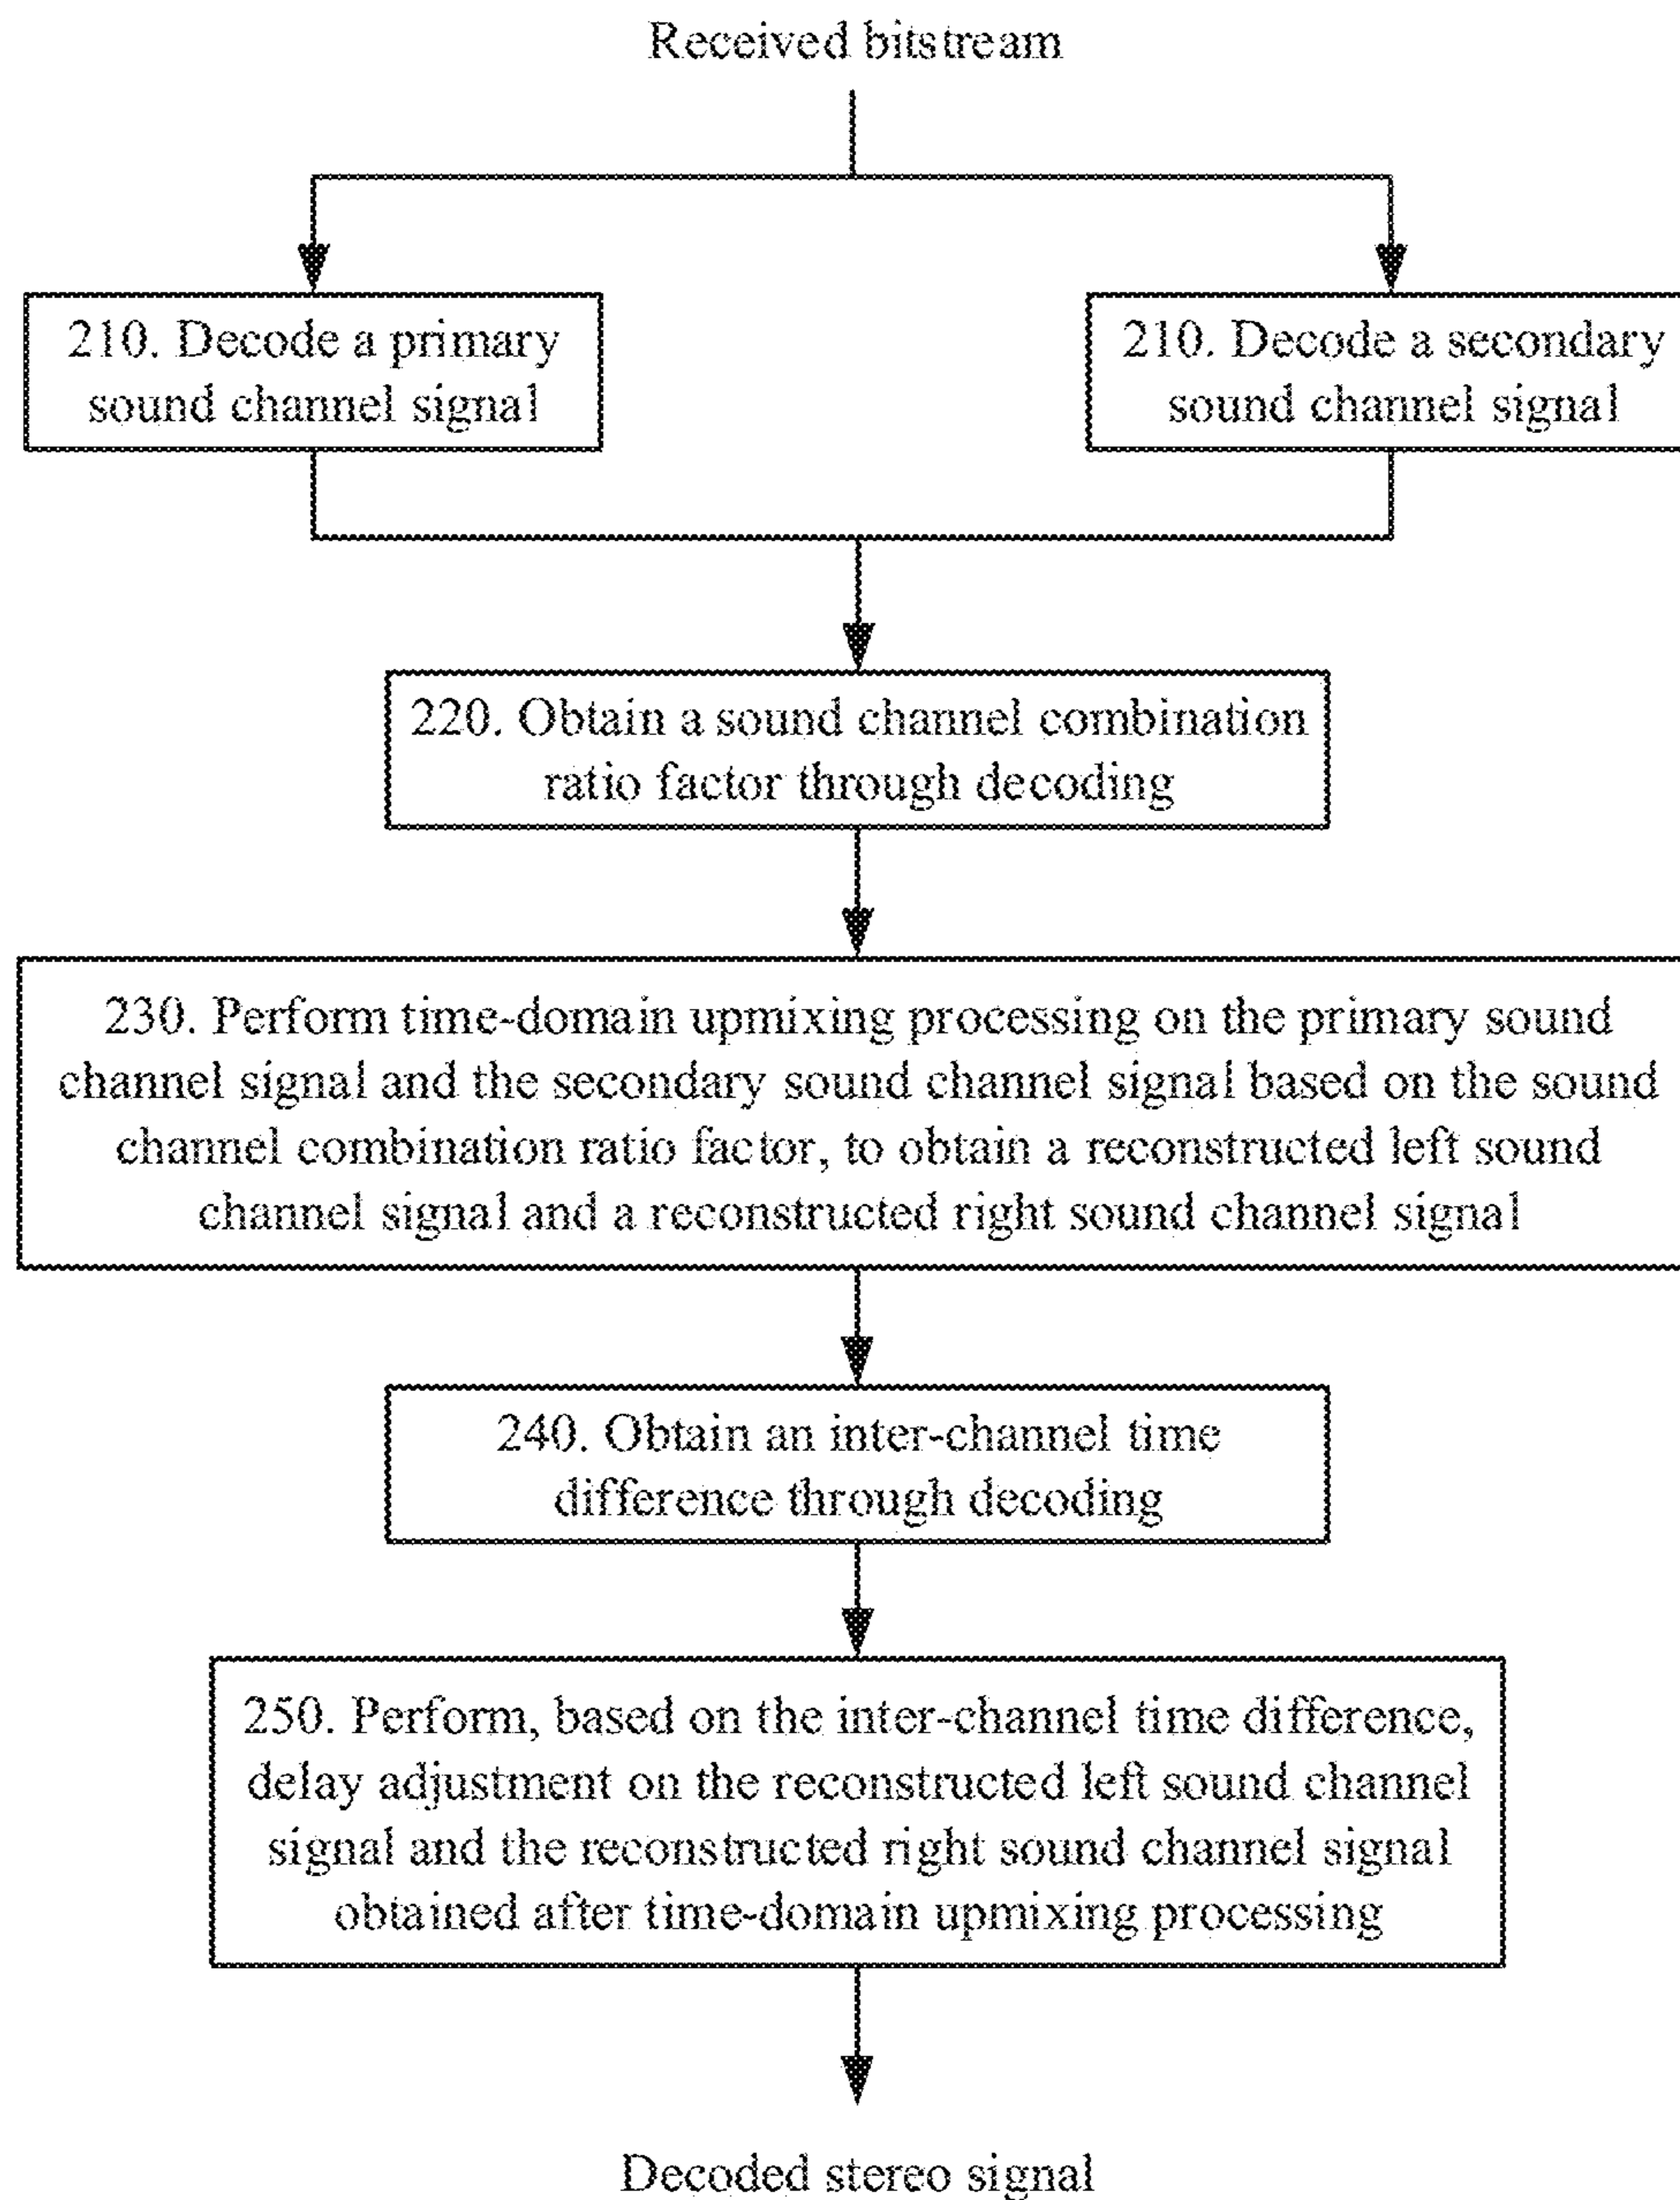 Received bitstream
210. Decode a primary
sound channel signal
210. Decode a secondary
sound channel signal
220. Obtain a sound channel combination
ratio factor through decoding
230. Perform time-domain upmixing processing on the primary sound
channel signal and the secondary sound channel signal based on the sound
channel combination ratio factor, to obtain a reconstructed left sound
channel signal and a reconstructed right sound channel signal
240. Obtain an inter-channel time
difference through decoding
250. Perform, based on the inter-channel time difference,
delay adjustment on the reconstructed left sound channel
signal and the reconstructed right sound channel signal
obtained after time-domain upmixing processing
Decoded stereo signal